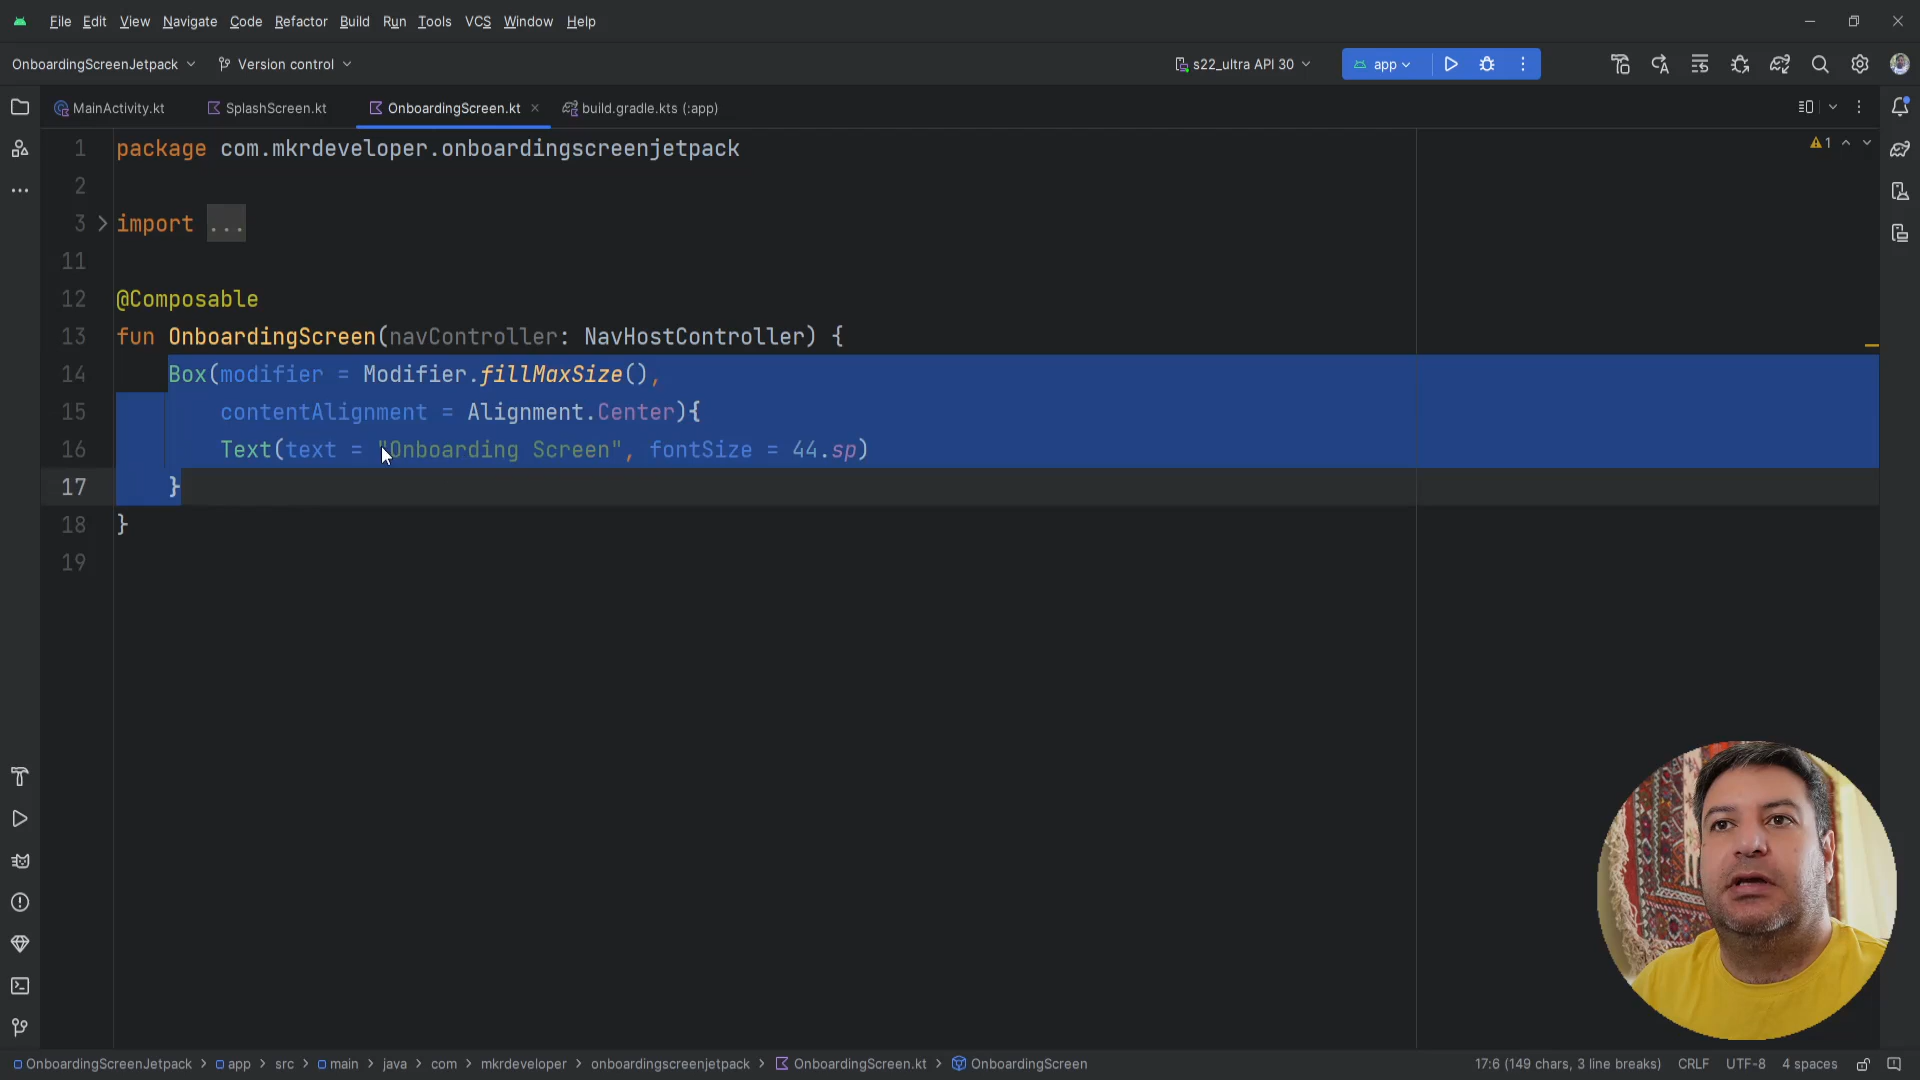 File Edit View Navigate Code Refactor Build Run Tools VCS Window Help
OnboardingScreenJetpack Version control s22_ultra API 30 app
MainActivity.kt SplashScreen.kt OnboardingScreen.kt build.gradle.kts (:app)
1 package com.mkrdeveloper.onboardingscreenjetpack 1
2
3 import ...
11
12 @Composable
13 fun OnboardingScreen(navController: NavHostController) {
14 Box(modifier = Modifier.fillMaxSize(),
15 contentAlignment = Alignment.Center){
16 Text(text = "Onboarding Screen", fontSize = 44.sp)
17 }
18 }
19
OnboardingScreenJetpack > app > src > main > java > com > mkrdeveloper > onboardingscreenjetpack > OnboardingScreen.kt > OnboardingScreen 17:6 (149 chars, 3 line breaks) CRLF UTF-8 4 spaces